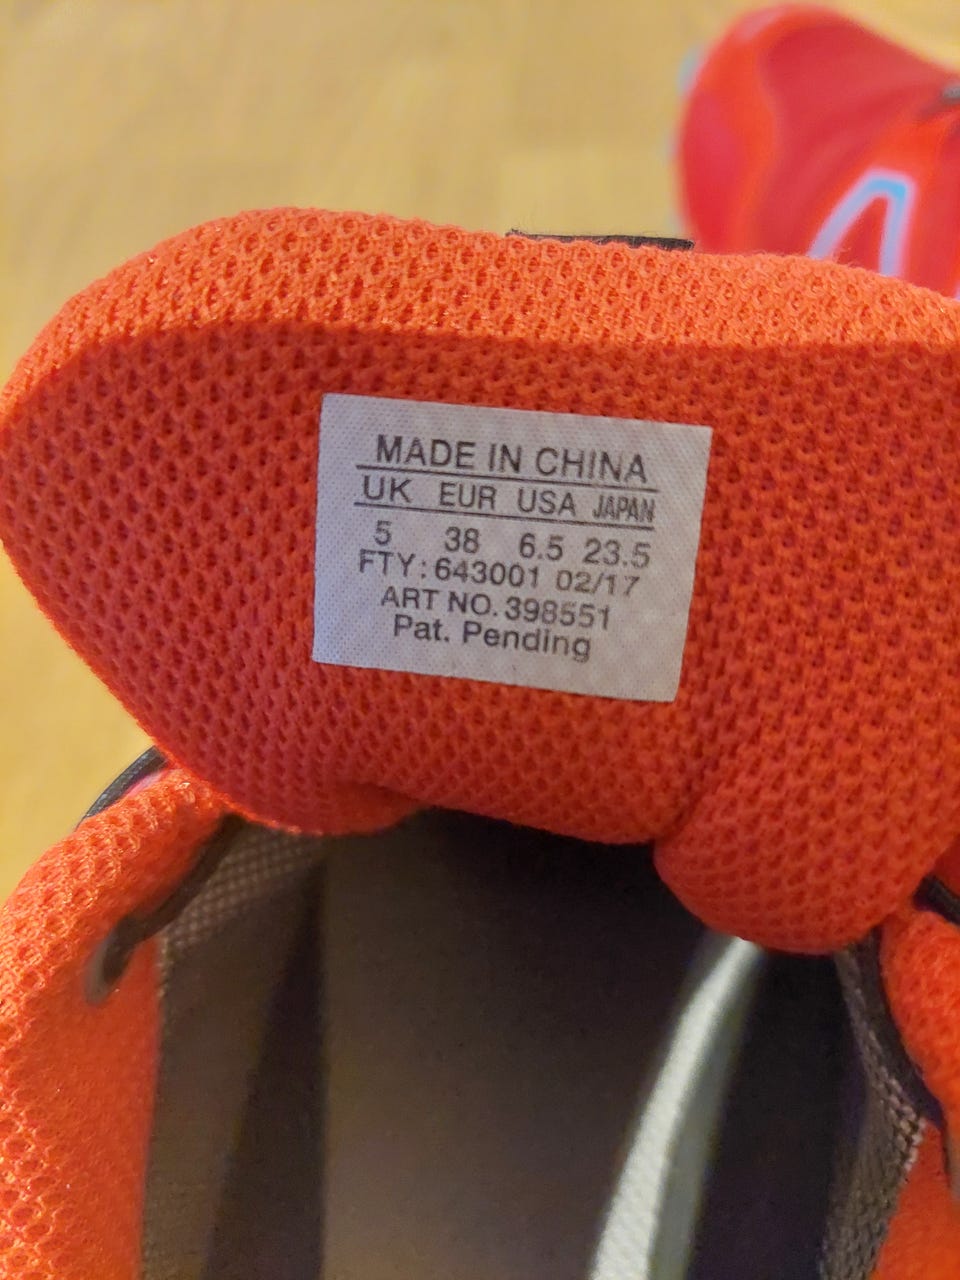 MADE IN CHINA
UK EUR USA JAPAN
5 38 6.5 23.5
FTY: 643001 02/17
ART NO. 398551
Pat. Pending